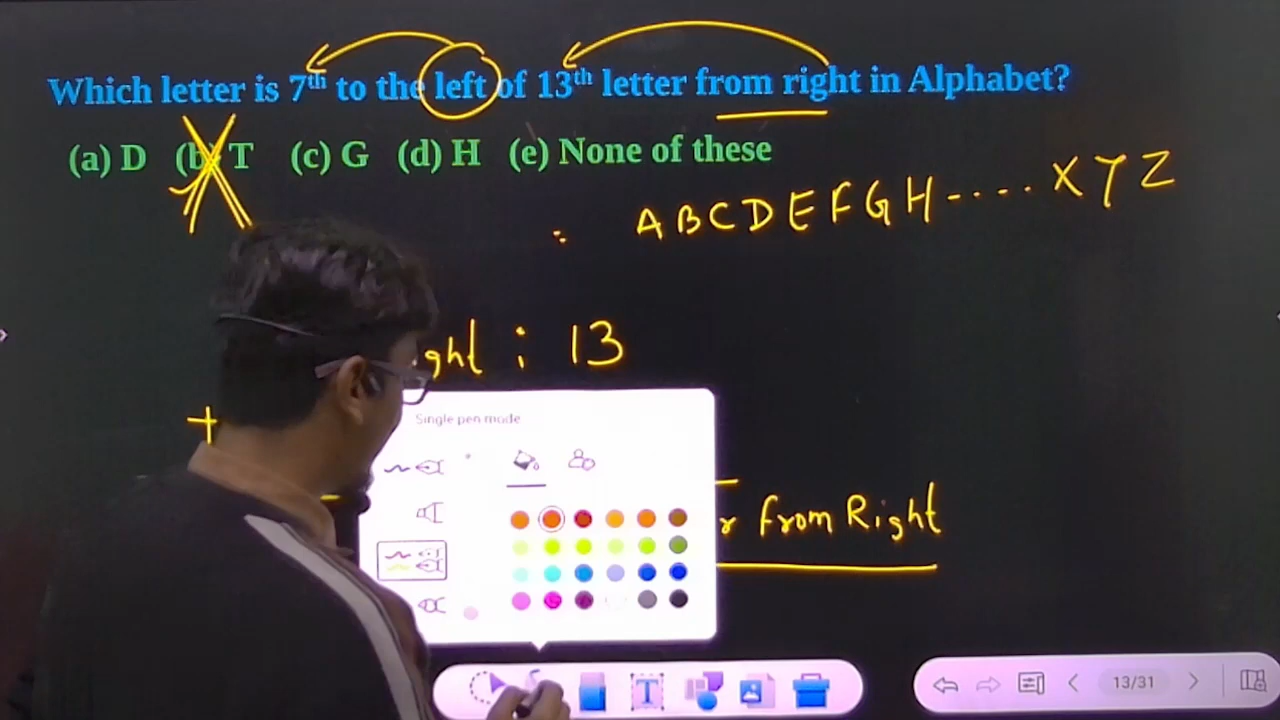 Which letter is 7th to the left of 13th letter from right in Alphabet?
(a) D (b) T (c) G (d) H (e) None of these
A B C D E F G H ---.... X Y Z
ght : 13
+
Single pen mode
r from Right
T
13/31